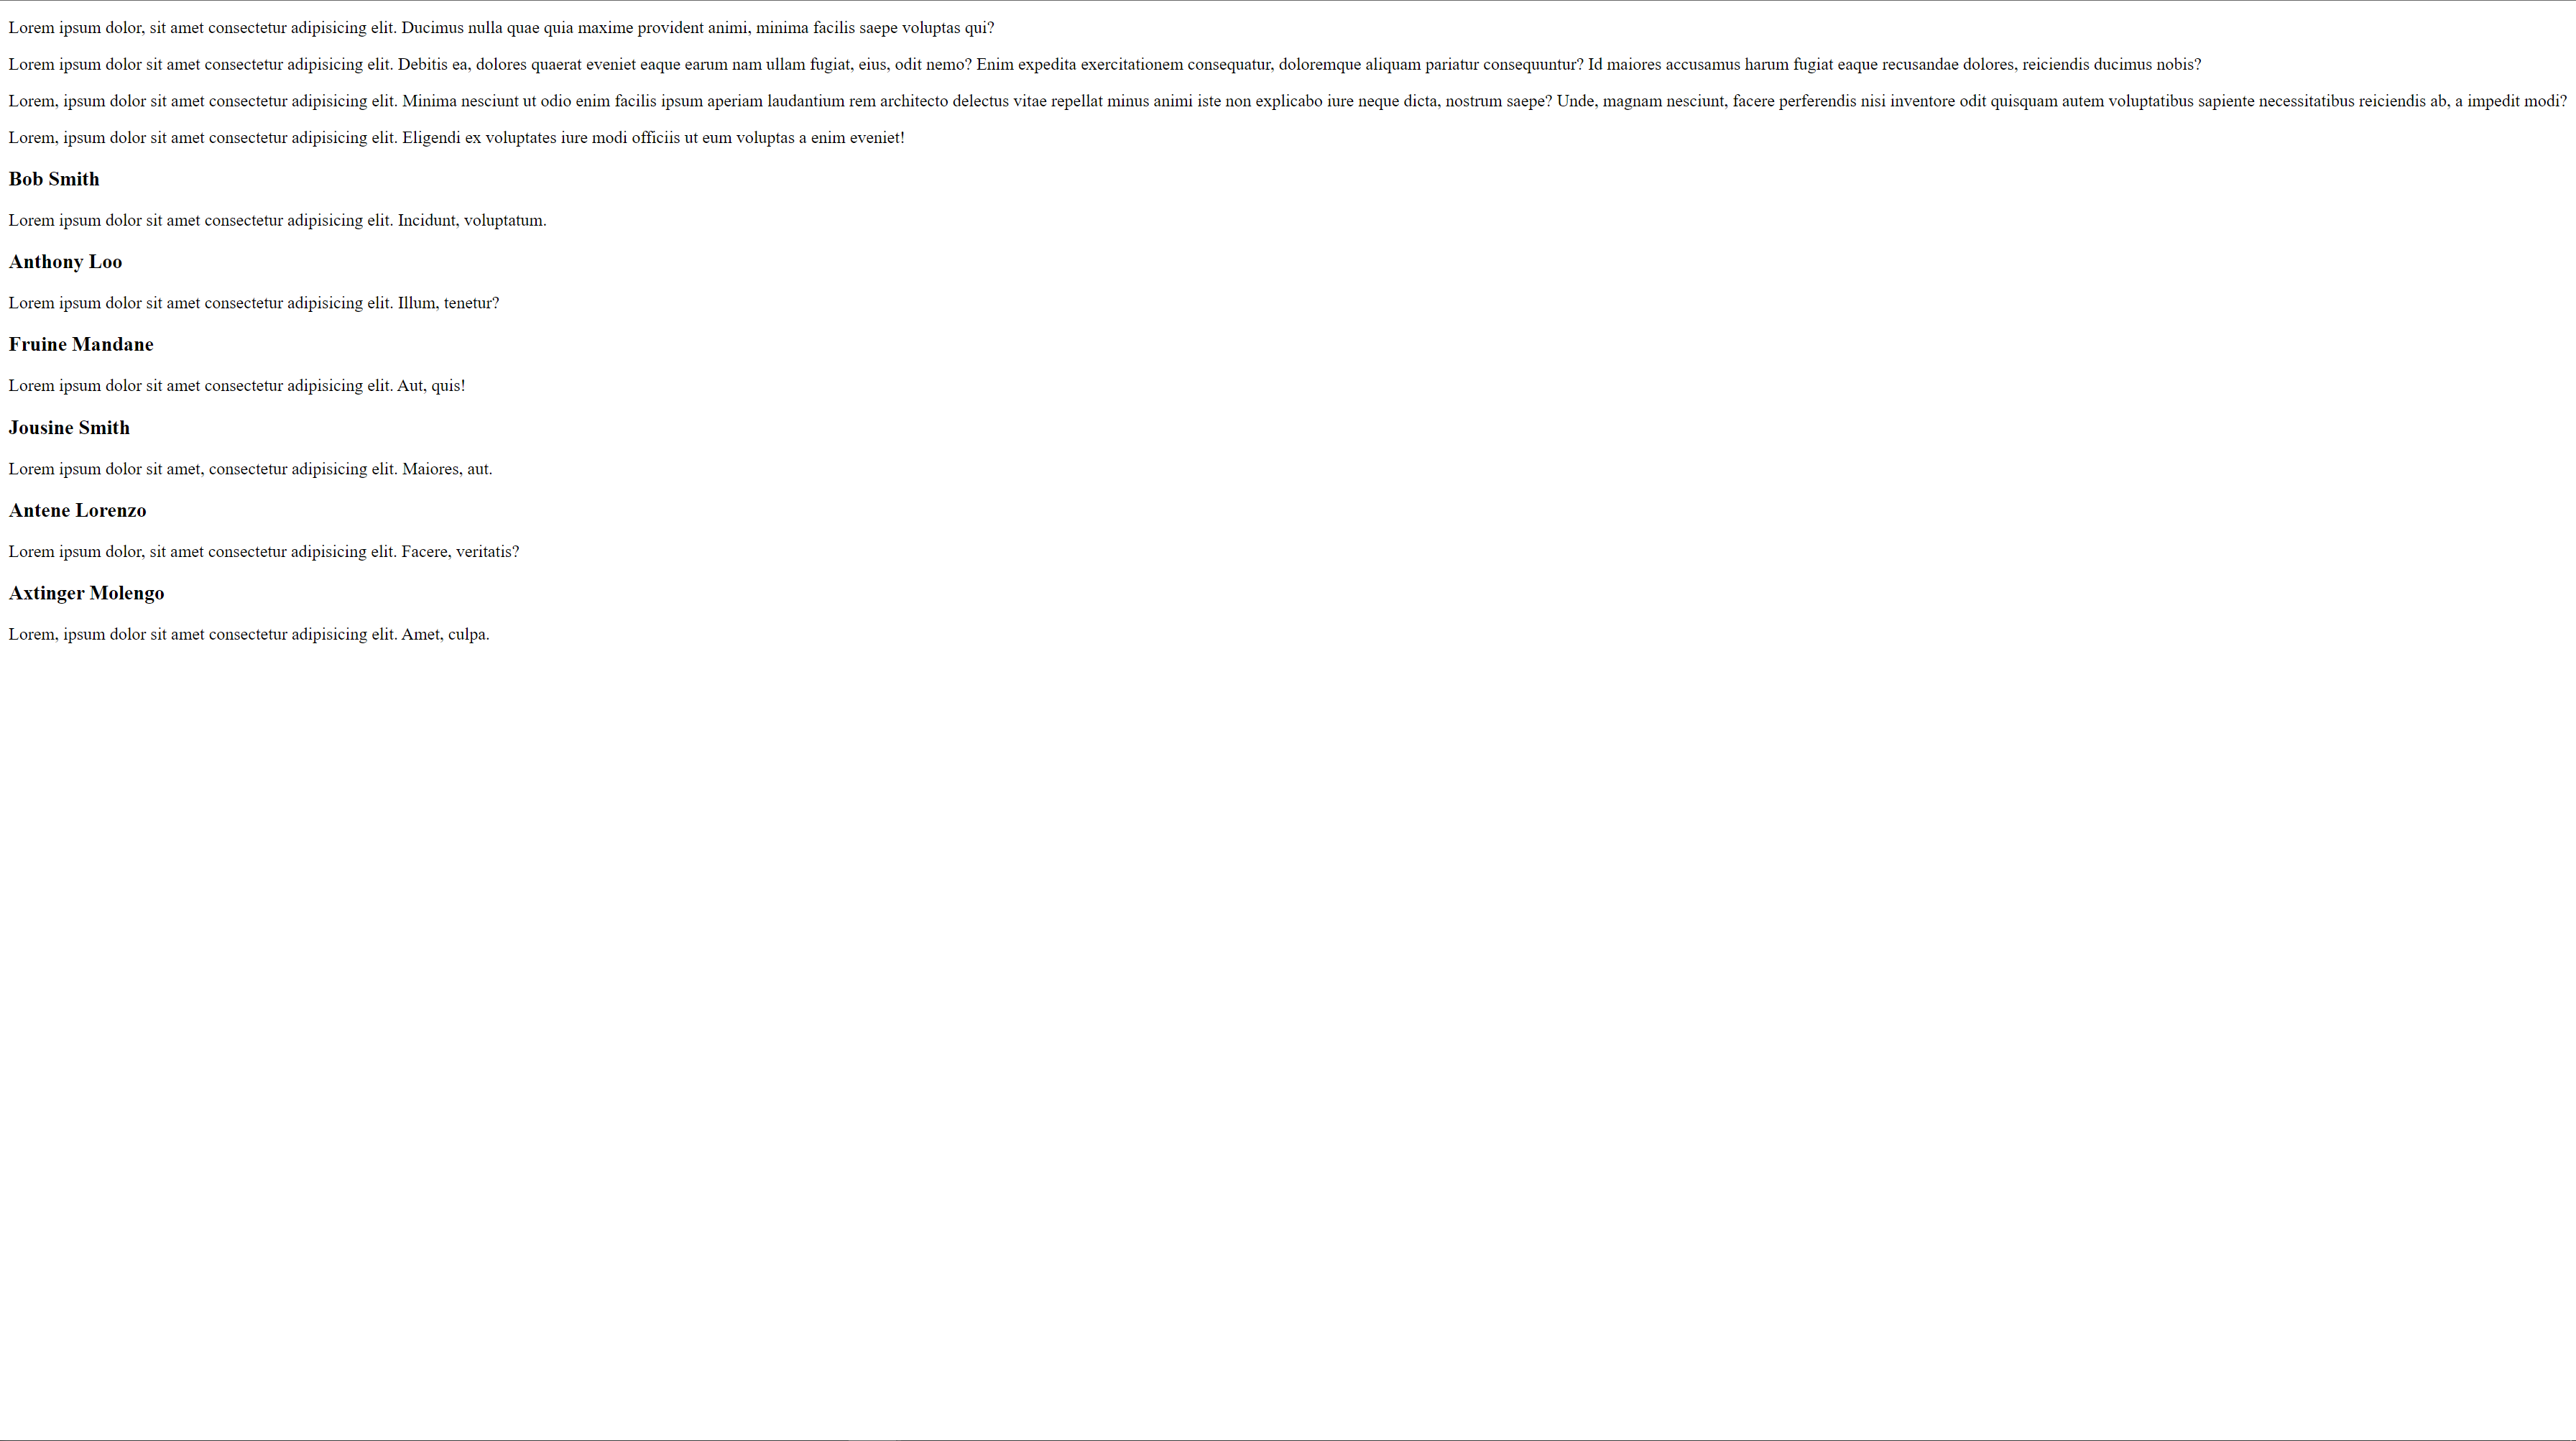 Lorem ipsum dolor, sit amet consectetur adipisicing elit. Ducimus nulla quae quia maxime provident animi, minima facilis saepe voluptas qui?
Lorem ipsum dolor sit amet consectetur adipisicing elit. Debitis ea, dolores quaerat eveniet eaque earum nam ullam fugiat, eius, odit nemo? Enim expedita exercitationem consequatur, doloremque aliquam pariatur consequuntur? Id maiores accusamus harum fugiat eaque recusandae dolores, reiciendis ducimus nobis?
Lorem, ipsum dolor sit amet consectetur adipisicing elit. Minima nesciunt ut odio enim facilis ipsum aperiam laudantium rem architecto delectus vitae repellat minus animi iste non explicabo iure neque dicta, nostrum saepe? Unde, magnam nesciunt, facere perferendis nisi inventore odit quisquam autem voluptatibus sapiente necessitatibus reiciendis ab, a impedit modi?
Lorem, ipsum dolor sit amet consectetur adipisicing elit. Eligendi ex voluptates iure modi officiis ut eum voluptas a enim eveniet!
Bob Smith
Lorem ipsum dolor sit amet consectetur adipisicing elit. Incidunt, voluptatum.
Anthony Loo
Lorem ipsum dolor sit amet consectetur adipisicing elit. Illum, tenetur?
Fruine Mandane
Lorem ipsum dolor sit amet consectetur adipisicing elit. Aut, quis!
Jousine Smith
Lorem ipsum dolor sit amet, consectetur adipisicing elit. Maiores, aut.
Antene Lorenzo
Lorem ipsum dolor, sit amet consectetur adipisicing elit. Facere, veritatis?
Axtinger Molengo
Lorem, ipsum dolor sit amet consectetur adipisicing elit. Amet, culpa.